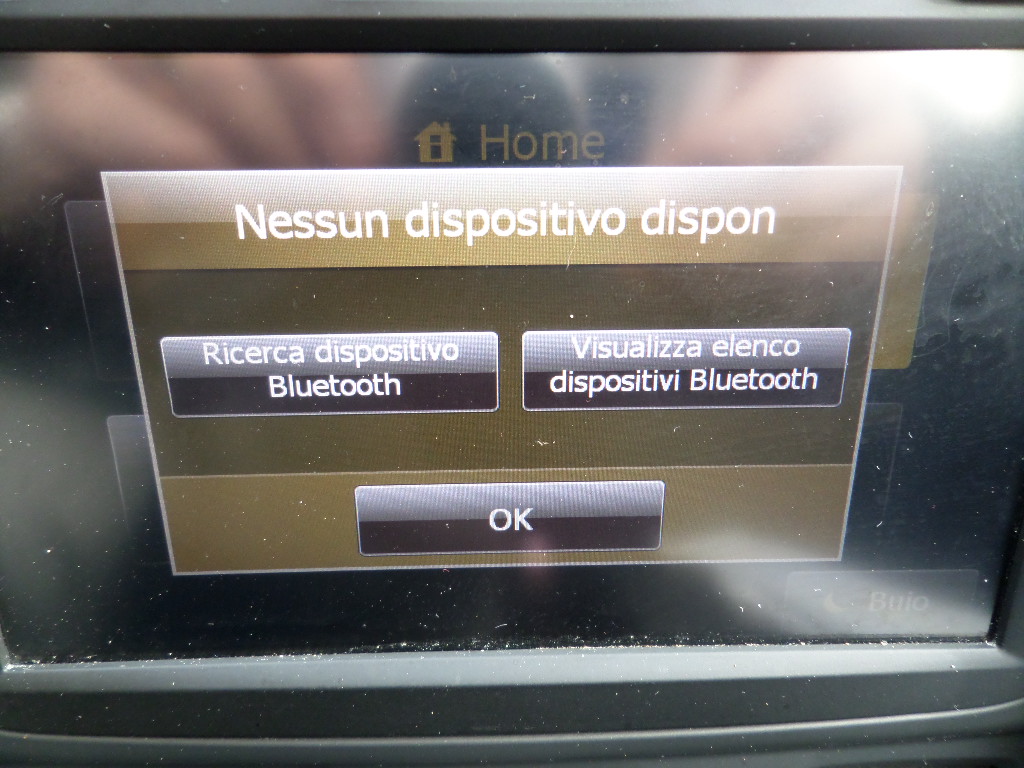 Home
Nessun dispositivo dispon
Ricerca dispositivo
Bluetooth
Visualizza elenco
dispositivi Bluetooth
OK
Buio